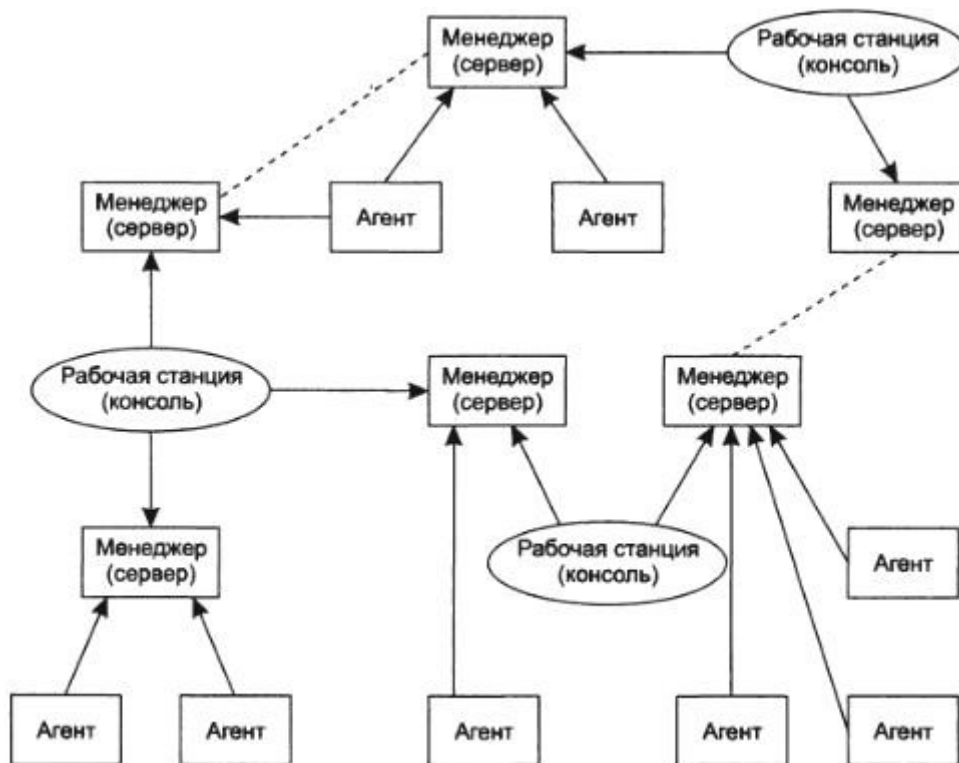 Менеджер
(сервер)
Рабочая станция
(консоль)
Менеджер
(сервер)
Агент
Агент
Менеджер
(сервер)
Рабочая станция
(консоль)
Менеджер
(сервер)
Менеджер
(сервер)
Менеджер
(сервер)
Рабочая станция
(консоль)
Агент
Агент
Агент
Агент
Агент
Агент